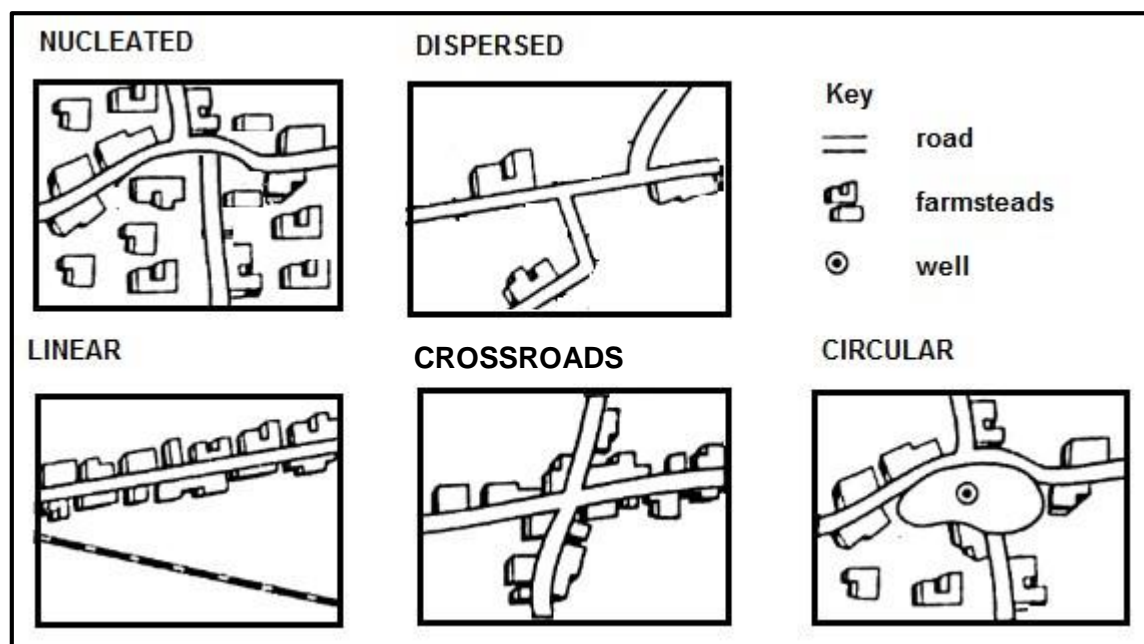 NUCLEATED
DISPERSED
Key
road
farmsteads
well
LINEAR
CROSSROADS
CIRCULAR